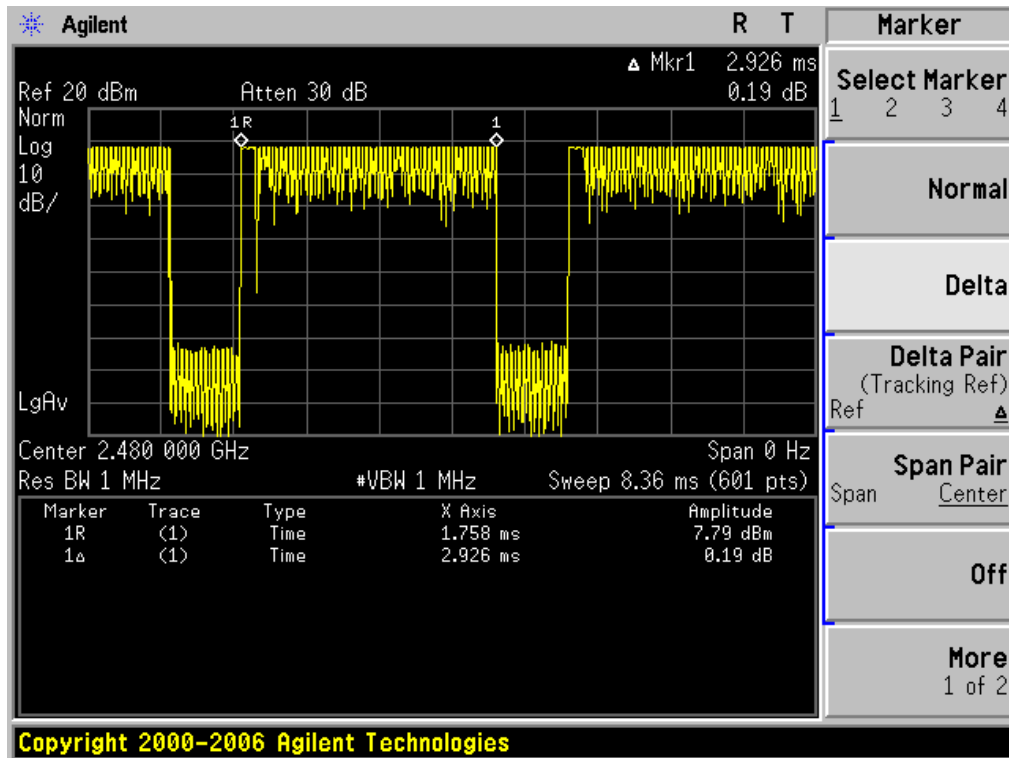 Agilent R T Marker
Δ Mkr1 2.926 ms
Ref 20 dBm Atten 30 dB 0.19 dB
Norm
Log
10
dB/
1R 1
LgAv
Center 2.480 000 GHz Span 0 Hz
Res BW 1 MHz #VBW 1 MHz Sweep 8.36 ms (601 pts)
Marker Trace Type X Axis Amplitude
1R (1) Time 1.758 ms 7.79 dBm
1Δ (1) Time 2.926 ms 0.19 dB
Select Marker
1 2 3 4
Normal
Delta
Delta Pair
(Tracking Ref)
Ref Δ
Span Pair
Span Center
Off
More
1 of 2
Copyright 2000-2006 Agilent Technologies